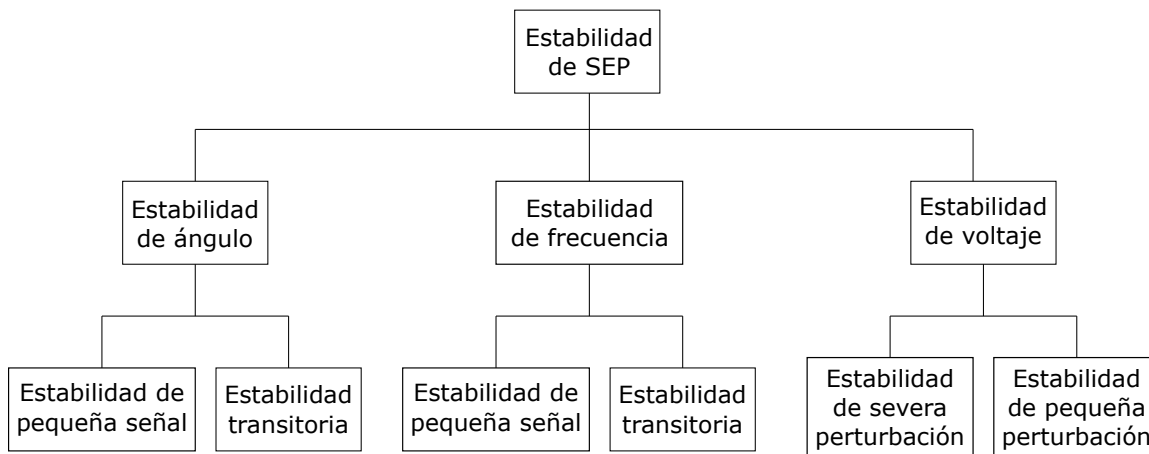 Estabilidad
de SEP
Estabilidad
de ángulo
Estabilidad
de frecuencia
Estabilidad
de voltaje
Estabilidad de
pequeña señal
Estabilidad
transitoria
Estabilidad de
pequeña señal
Estabilidad
transitoria
Estabilidad
de severa
perturbación
Estabilidad
de pequeña
perturbación